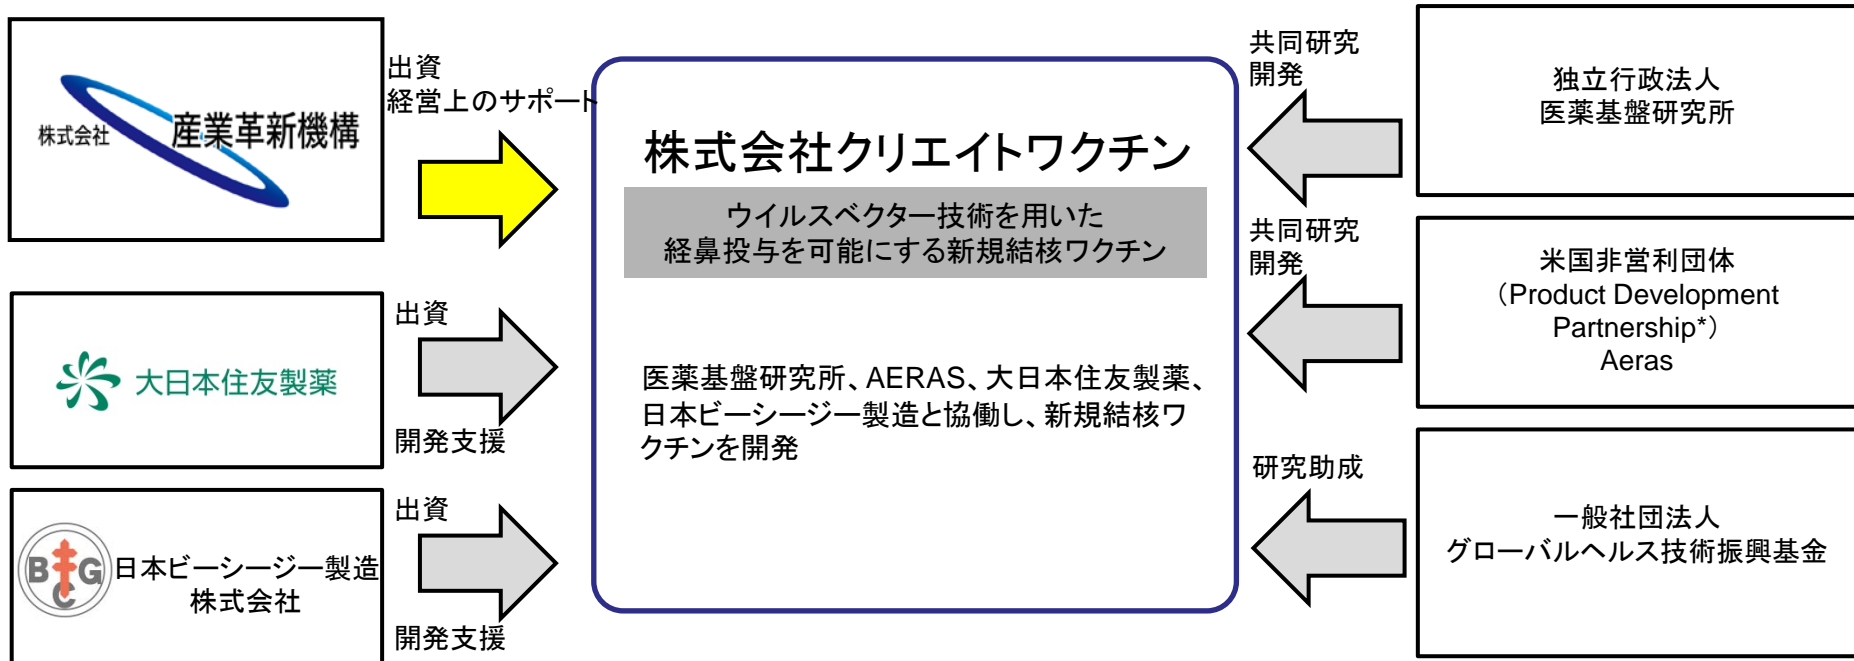 株式会社 産業革新機構
出資
経営上のサポート
大日本住友製薬
出資
開発支援
BCG
日本ビーシージー製造
株式会社
出資
開発支援
株式会社クリエイトワクチン
ウイルスベクター技術を用いた
経鼻投与を可能にする新規結核ワクチン
医薬基盤研究所、AERAS、大日本住友製薬、
日本ビーシージー製造と協働し、新規結核ワ
クチンを開発
共同研究
開発
独立行政法人
医薬基盤研究所
共同研究
開発
米国非営利団体
（Product Development
Partnership*）
Aeras
研究助成
一般社団法人
グローバルヘルス技術振興基金